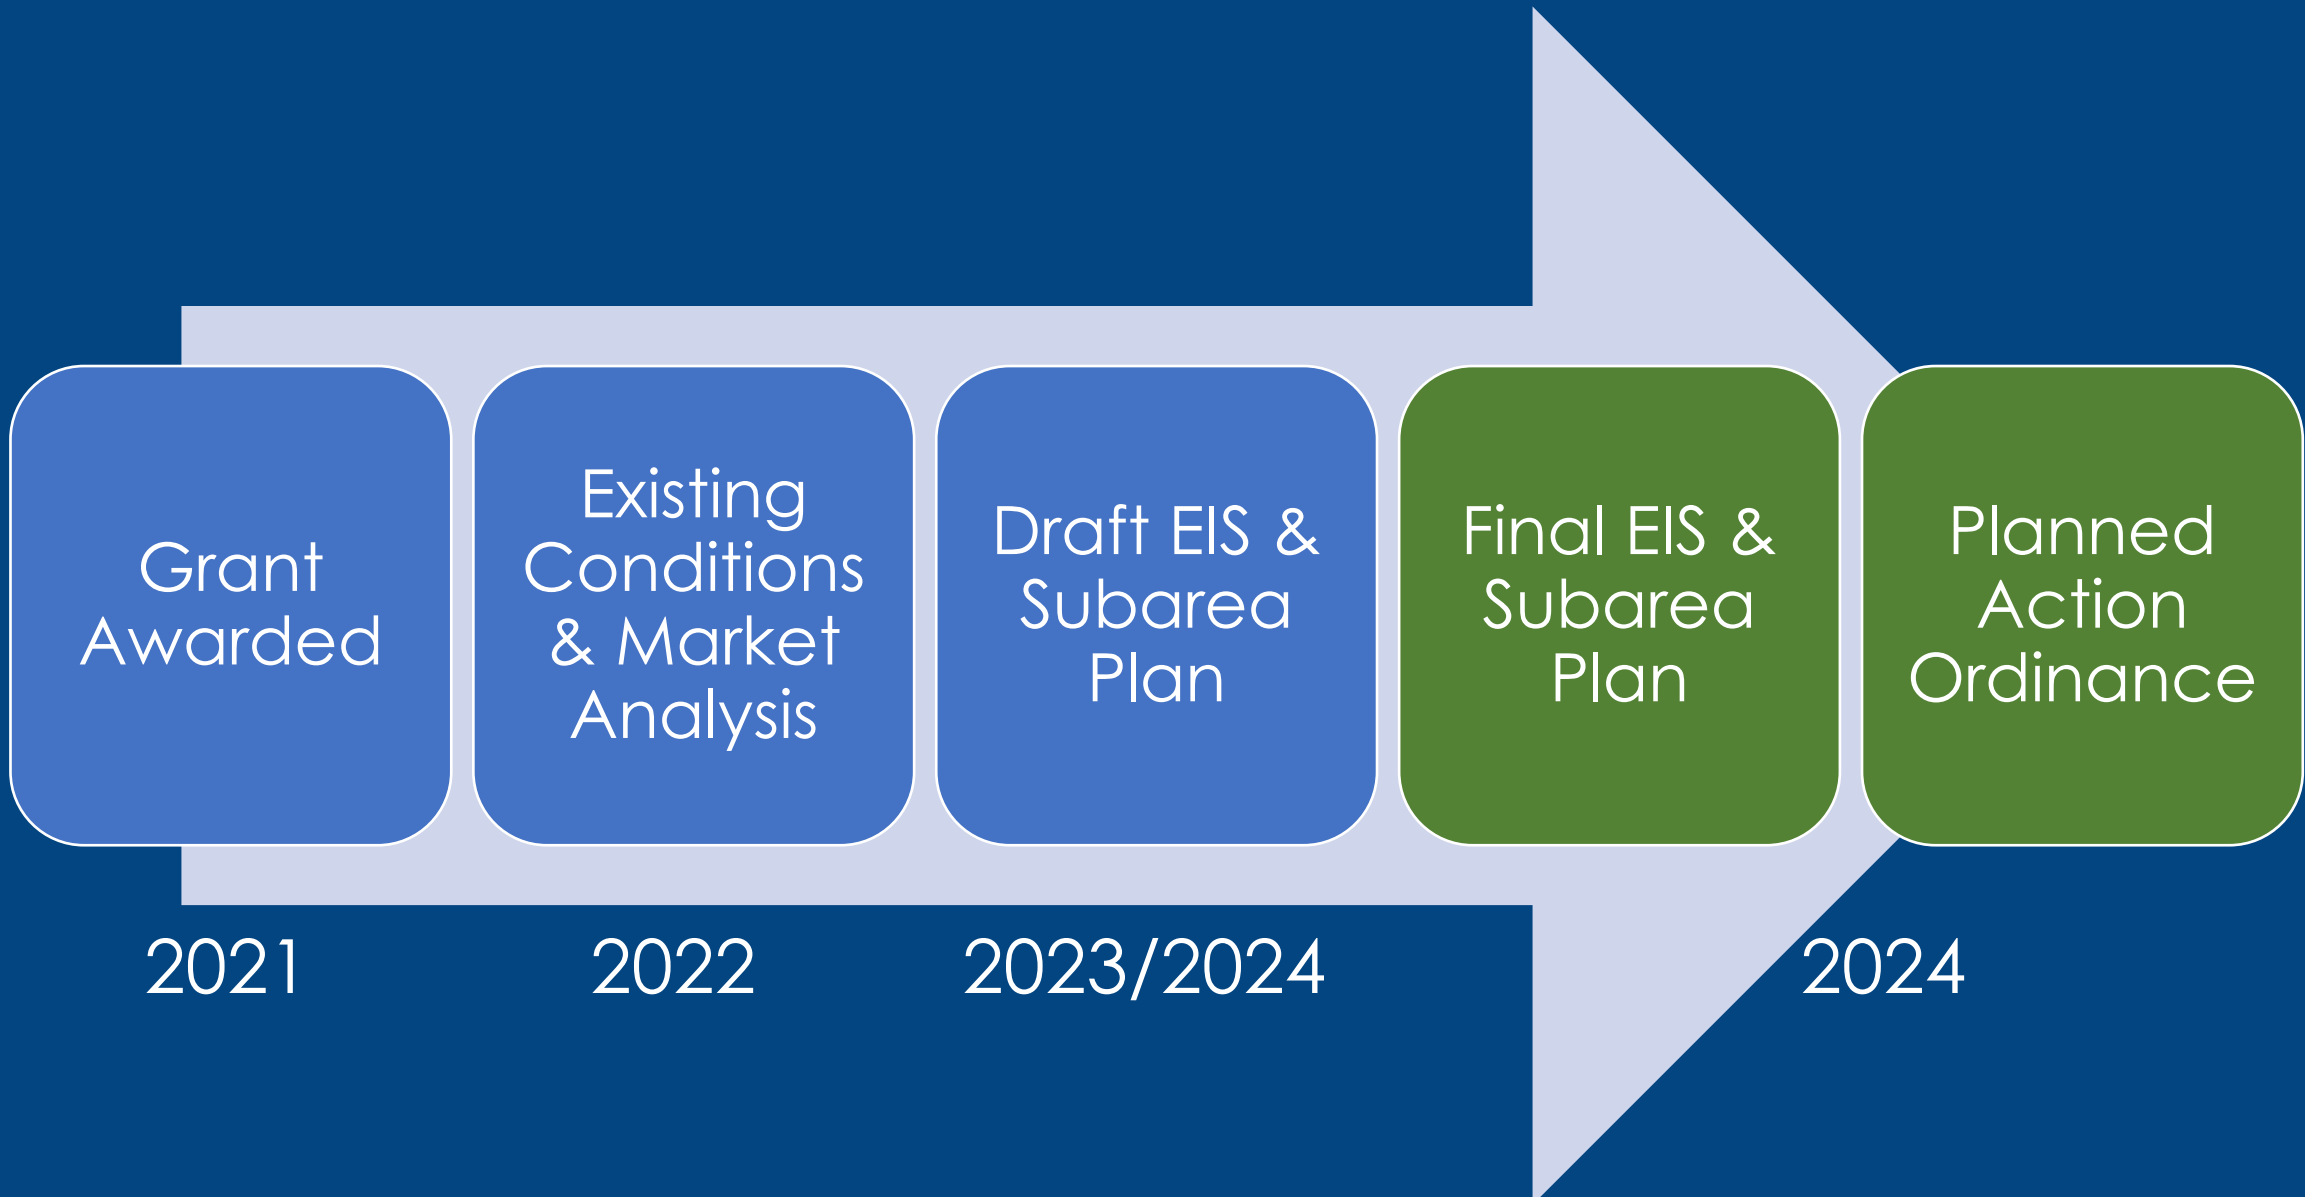 Grant
Awarded
Existing
Conditions
& Market
Analysis
Draft EIS &
Subarea
Plan
Final EIS &
Subarea
Plan
Planned
Action
Ordinance
2021
2022
2023/2024
2024